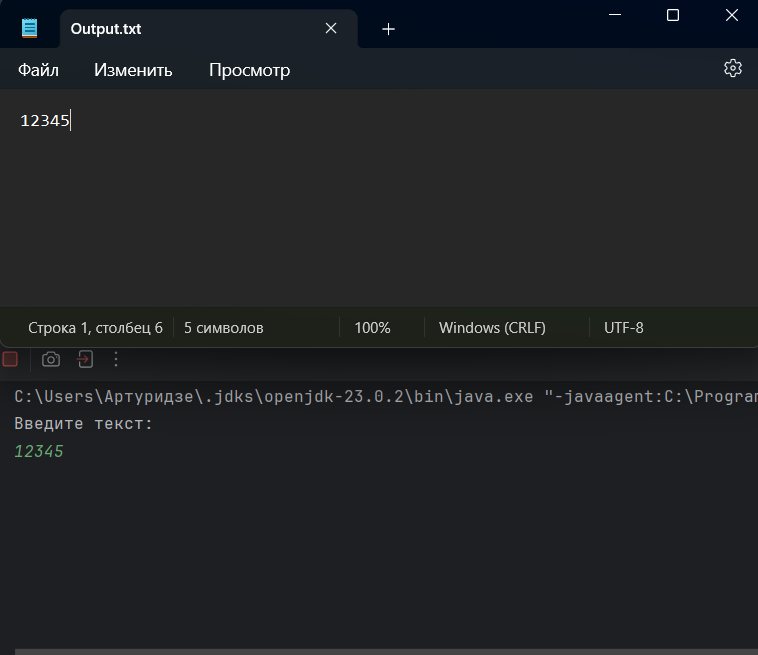 Output.txt
Файл Изменить Просмотр
12345
Строка 1, столбец 6 5 символов 100% Windows (CRLF) UTF-8
C:\Users\Артуридзе\.jdks\openjdk-23.0.2\bin\java.exe "-javaagent:C:\Program
Введите текст:
12345